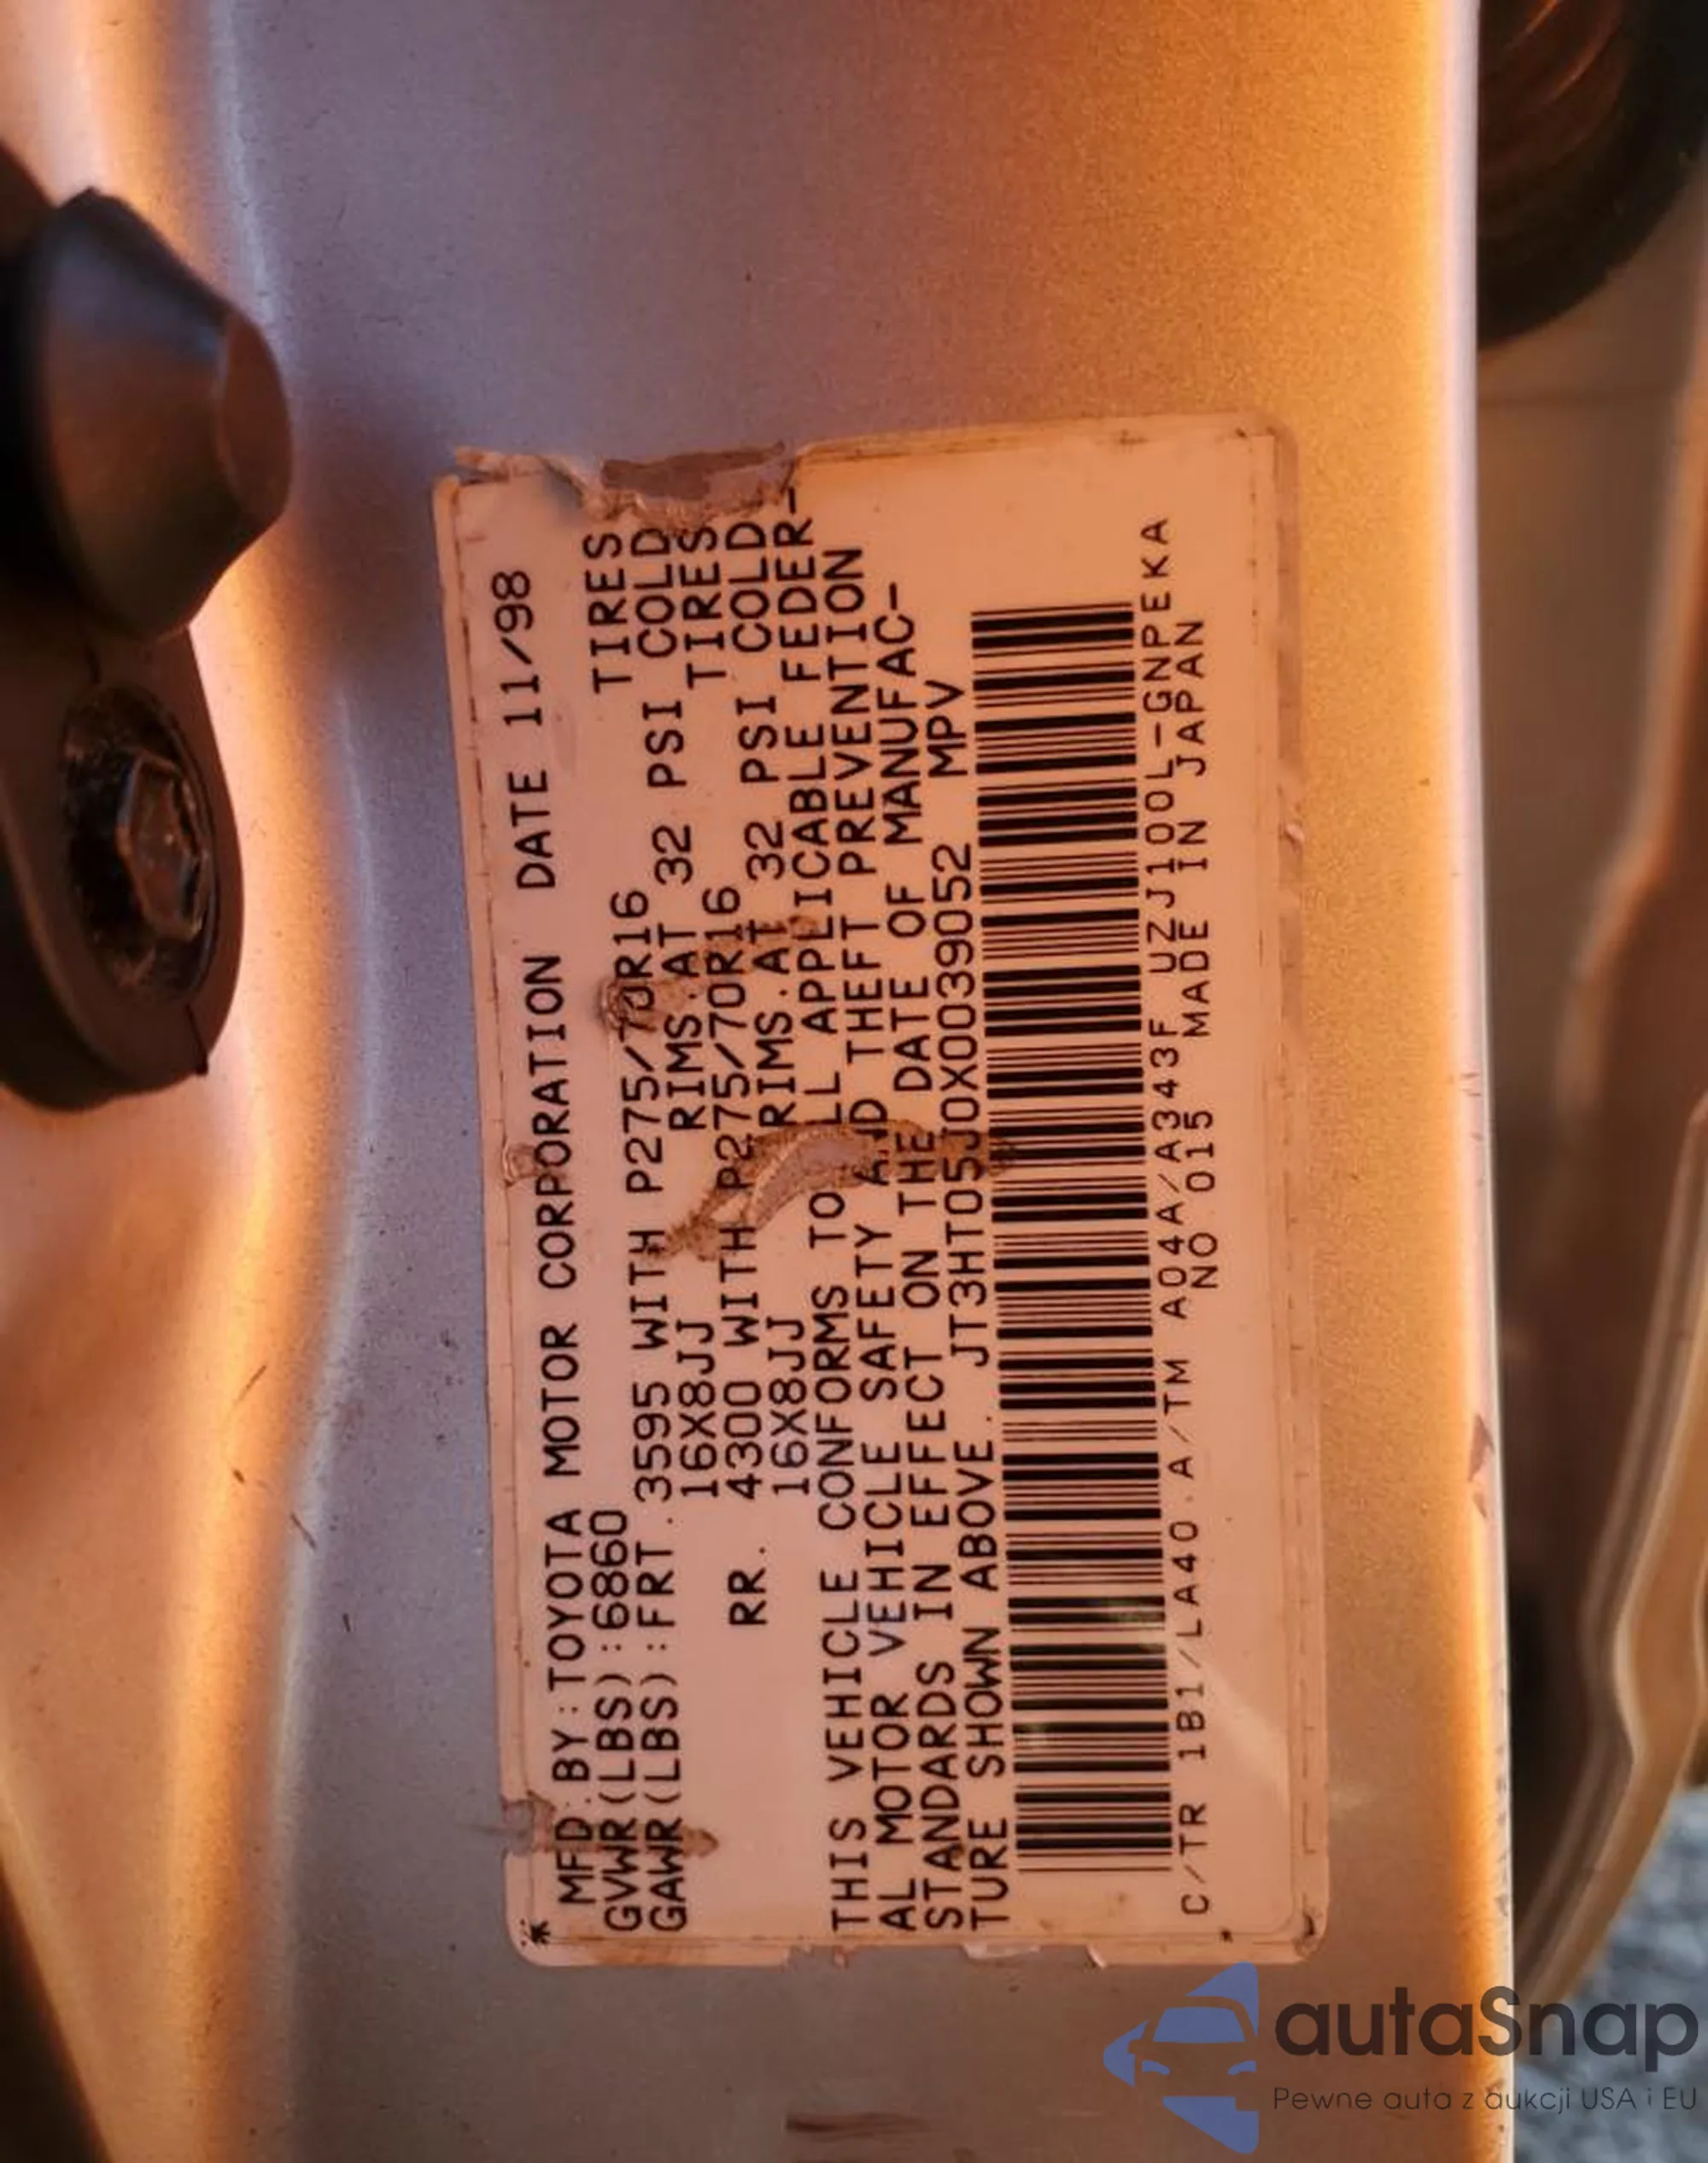 MFD.BY:TOYOTA MOTOR CORPORATION DATE 11/98
GVWR(LBS):6860
GAWR(LBS):FRT. 3595 WITH P275/70R16 TIRES
16X8JJ RIMS.AT 32 PSI COLD
RR. 4300 WITH P275/70R16 TIRES
16X8JJ RIMS.AT 32 PSI COLD
THIS VEHICLE CONFORMS TO ALL APPLICABLE FEDER-
AL MOTOR VEHICLE SAFETY AND THEFT PREVENTION
STANDARDS IN EFFECT ON THE DATE OF MANUFAC-
TURE SHOWN ABOVE. JT3HT05J0X0039052 MPV
C/TR 1B1/LA40.A/TM A04A/A343F UZJ100L-GNPEKA
NO.015 MADE IN JAPAN
autaSnap
Pewne auta z aukcji USA i EU